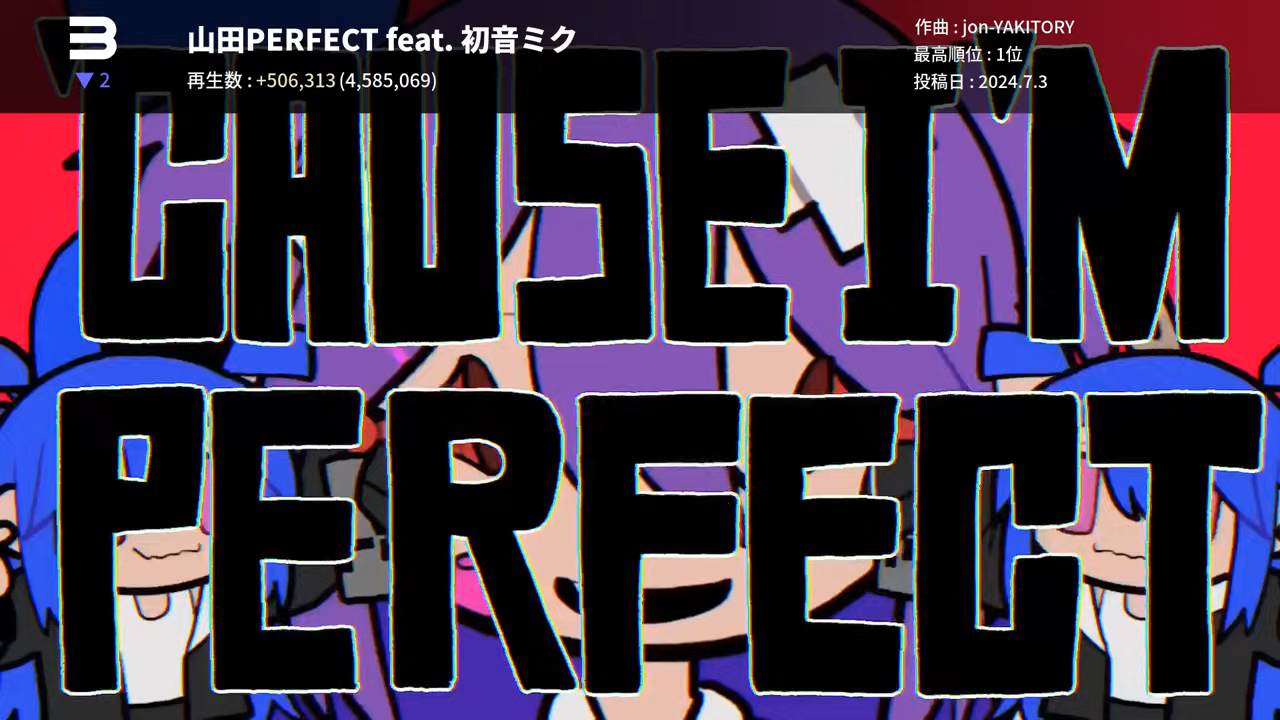 3
山田PERFECT feat. 初音ミク
▼ 2
再生数 : +506,313 (4,585,069)
作曲 : jon-YAKITORY
最高順位 : 1位
投稿日 : 2024.7.3
'CAUSE I'M
PERFECT